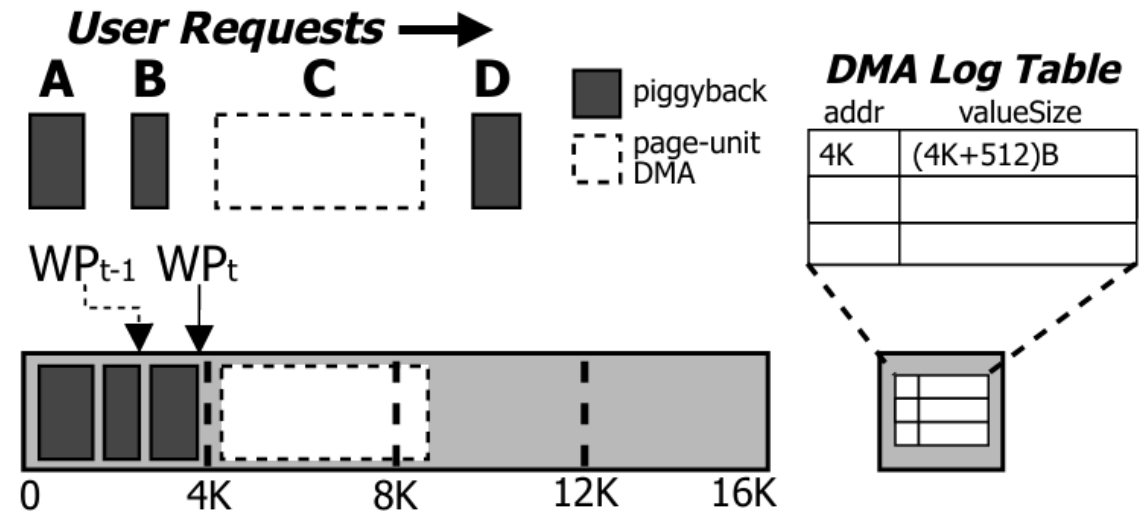 User Requests
A B C D
piggyback
page-unit
DMA
DMA Log Table
addr valueSize
4K (4K+512)B
WPt-1 WPt
0 4K 8K 12K 16K